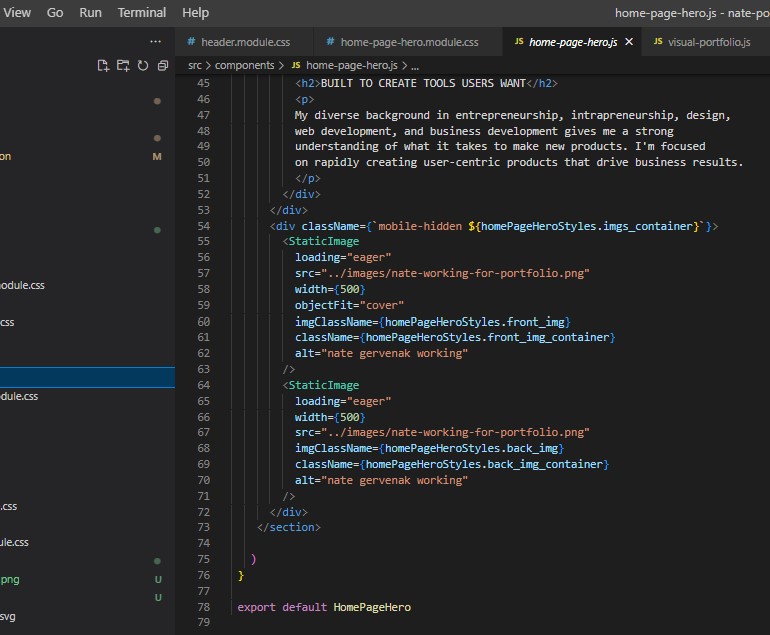 View Go Run Terminal Help home-page-hero.js - nate-po
# header.module.css # home-page-hero.module.css JS home-page-hero.js × JS visual-portfolio.js
src > components > JS home-page-hero.js > ...
45 <h2>BUILT TO CREATE TOOLS USERS WANT</h2>
46 <p>
47 My diverse background in entrepreneurship, intrapreneurship, design,
48 web development, and business development gives me a strong
49 understanding of what it takes to make new products. I'm focused
50 on rapidly creating user-centric products that drive business results.
51 </p>
52 </div>
53 </div>
54 <div className={`mobile-hidden ${homePageHeroStyles.imgs_container}`}>
55 <StaticImage
56 loading="eager"
57 src="../images/nate-working-for-portfolio.png"
58 width={500}
59 objectFit="cover"
60 imgClassName={homePageHeroStyles.front_img}
61 className={homePageHeroStyles.front_img_container}
62 alt="nate gervenak working"
63 />
64 <StaticImage
65 loading="eager"
66 width={500}
67 src="../images/nate-working-for-portfolio.png"
68 imgClassName={homePageHeroStyles.back_img}
69 className={homePageHeroStyles.back_img_container}
70 alt="nate gervenak working"
71 />
72 </div>
73 </section>
74
75 )
76 }
77
78 export default HomePageHero
79
on M
odule.css
css
dule.css
.css
ule.css
png U
U
svg